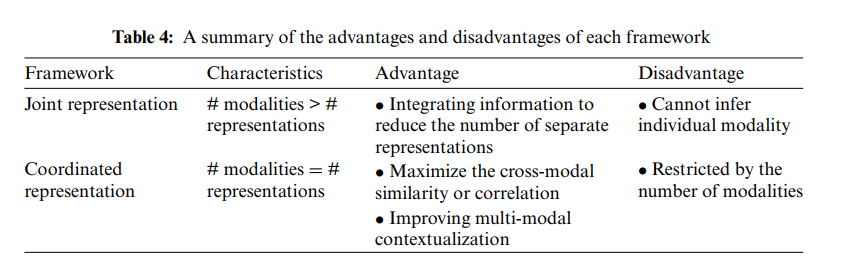 Table 4: A summary of the advantages and disadvantages of each framework
Framework Characteristics Advantage Disadvantage
Joint representation # modalities > # representations • Integrating information to reduce the number of separate representations • Cannot infer individual modality
Coordinated representation # modalities = # representations • Maximize the cross-modal similarity or correlation • Restricted by the number of modalities
• Improving multi-modal contextualization